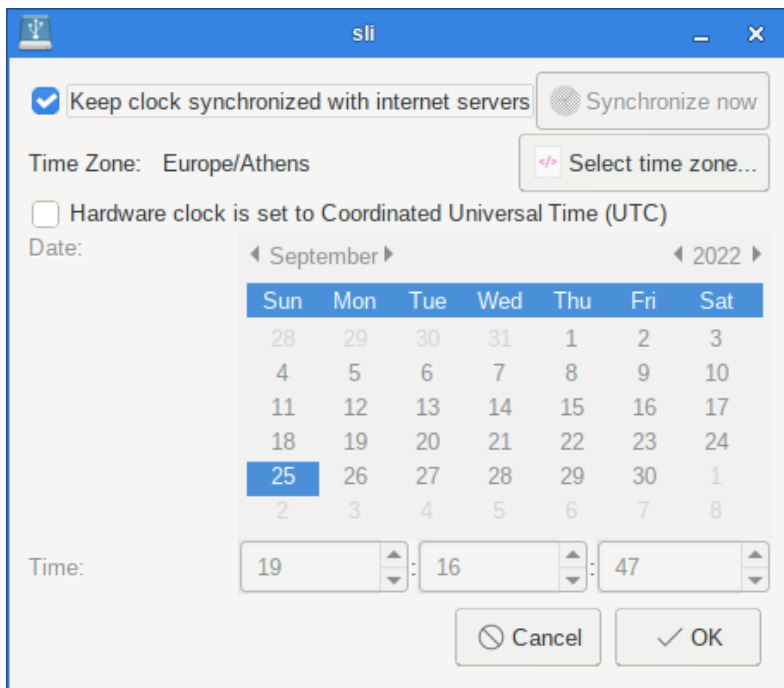 sli
Keep clock synchronized with internet servers Synchronize now
Time Zone: Europe/Athens </> Select time zone...
Hardware clock is set to Coordinated Universal Time (UTC)
Date: September 2022
Sun Mon Tue Wed Thu Fri Sat
28 29 30 31 1 2 3
4 5 6 7 8 9 10
11 12 13 14 15 16 17
18 19 20 21 22 23 24
25 26 27 28 29 30 1
2 3 4 5 6 7 8
Time: 19 : 16 : 47
Cancel OK